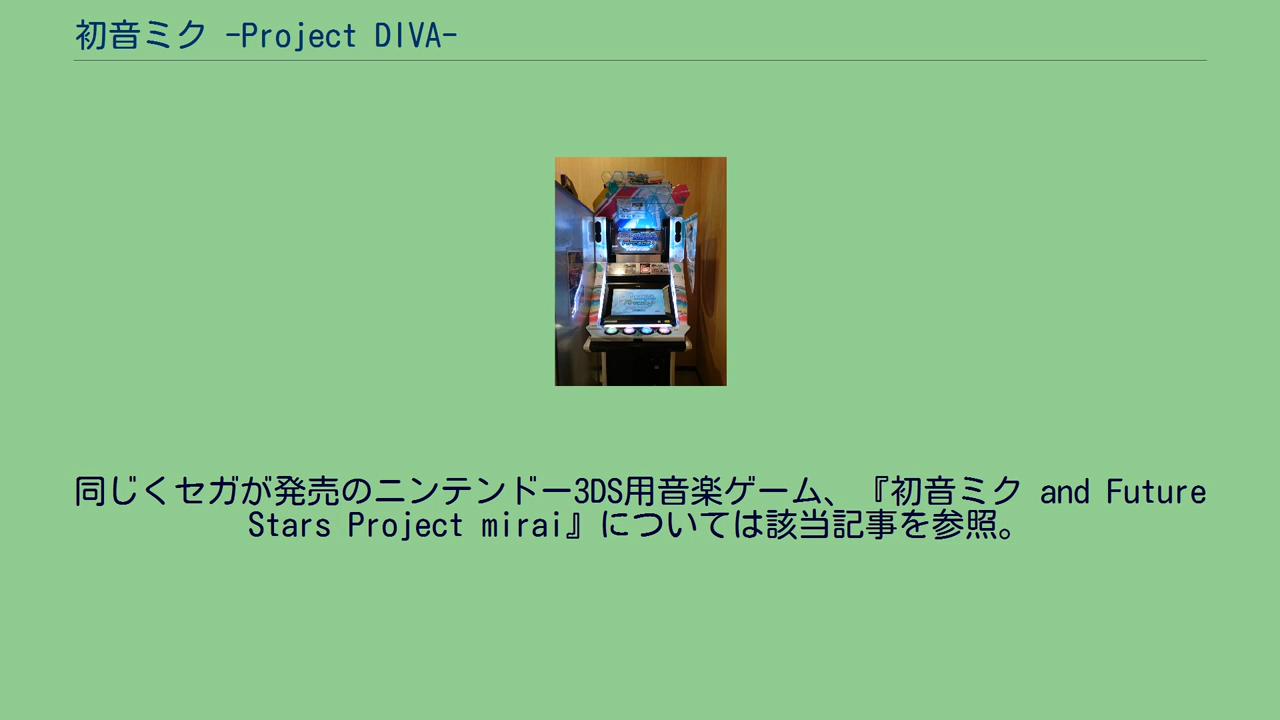 初音ミク -Project DIVA-
同じくセガが発売のニンテンドー3DS用音楽ゲーム、『初音ミク and Future
Stars Project mirai』については該当記事を参照。